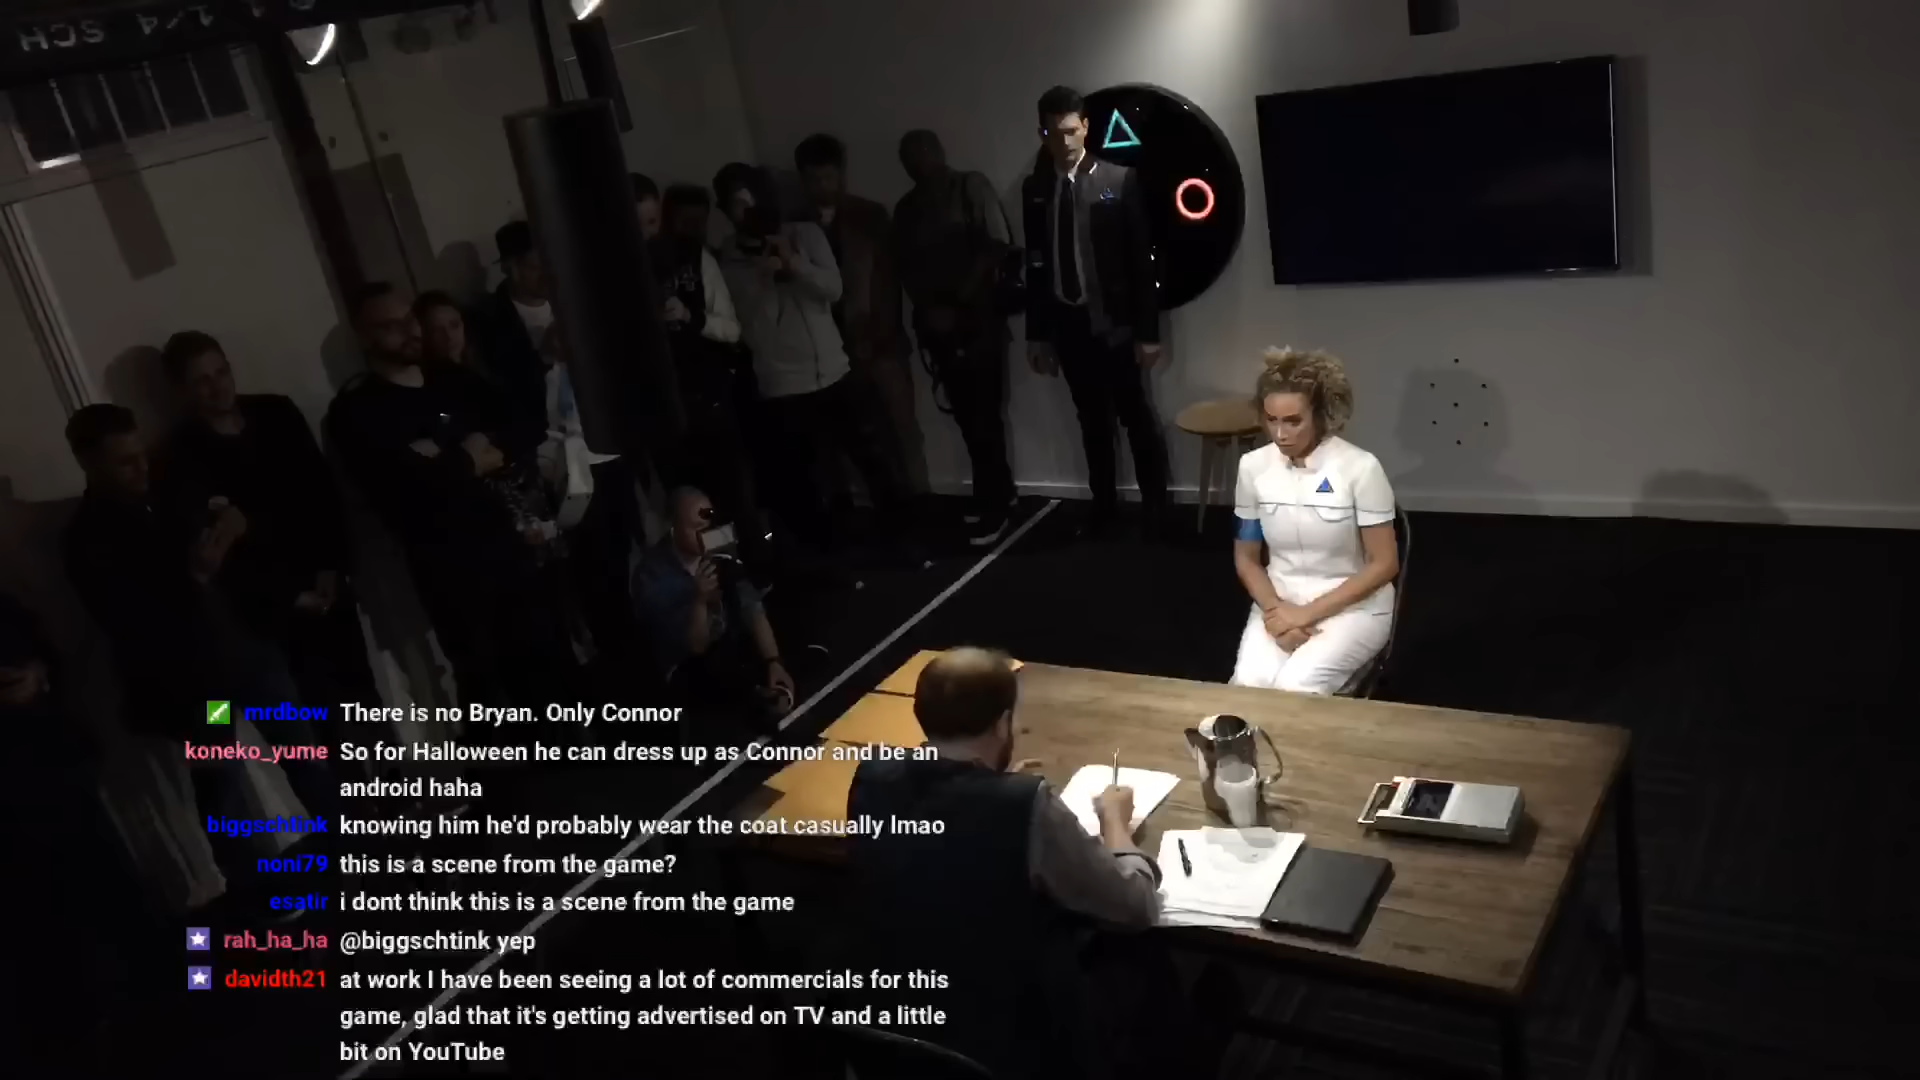 1/4 SCH
mrdbow There is no Bryan. Only Connor
koneko_yume So for Halloween he can dress up as Connor and be an
android haha
biggschtink knowing him he'd probably wear the coat casually lmao
noni79 this is a scene from the game?
esatir i dont think this is a scene from the game
rah_ha_ha @biggschtink yep
davidth21 at work I have been seeing a lot of commercials for this
game, glad that it's getting advertised on TV and a little
bit on YouTube